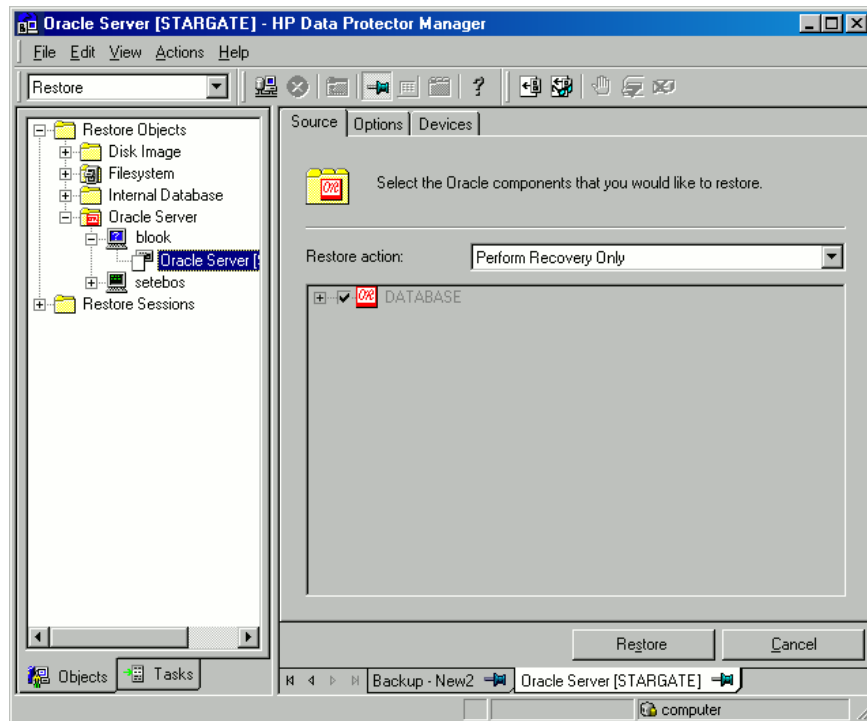 Oracle Server [STARGATE] - HP Data Protector Manager
File Edit View Actions Help
Restore
Restore Objects
Disk Image
Filesystem
Internal Database
Oracle Server
blook
Oracle Server [
setebos
Restore Sessions
Objects
Tasks
Source
Options
Devices
Select the Oracle components that you would like to restore.
Restore action:
Perform Recovery Only
DATABASE
Restore
Cancel
Backup - New2
Oracle Server [STARGATE]
computer